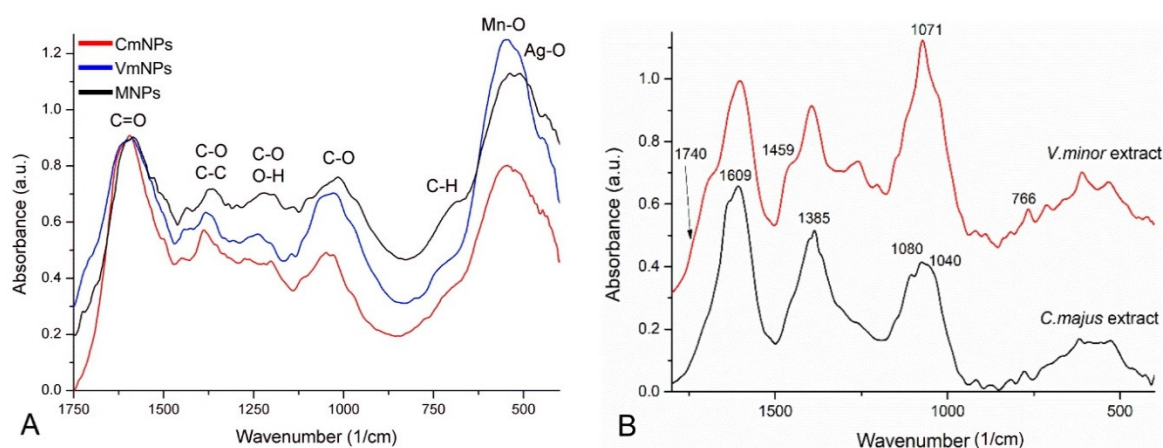 CmNPs
VmNPs
MNPs
C=O
C-O
C-C
C-O
O-H
C-O
C-H
Mn-O
Ag-O
Absorbance (a.u.)
1.2
1.0
0.8
0.6
0.4
0.2
0.0
1750
1500
1250
1000
750
500
Wavenumber (1/cm)
A
1071
1740
1459
1609
766
V.minor extract
1385
1080
1040
C.majus extract
Absorbance (a.u.)
1.0
0.8
0.6
0.4
0.2
0.0
1500
1000
500
Wavenumber (1/cm)
B